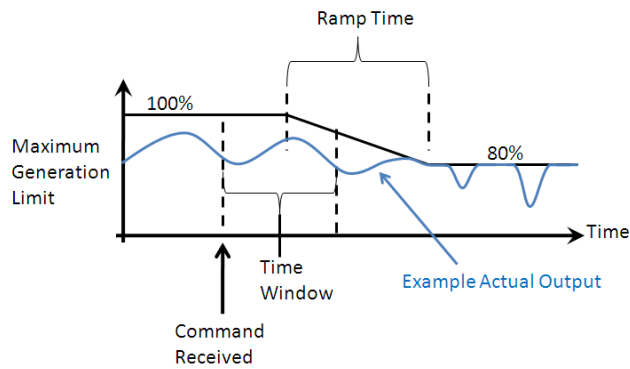 Ramp Time
100%
Maximum
Generation
Limit
80%
Time
Time
Window
Example Actual Output
Command
Received